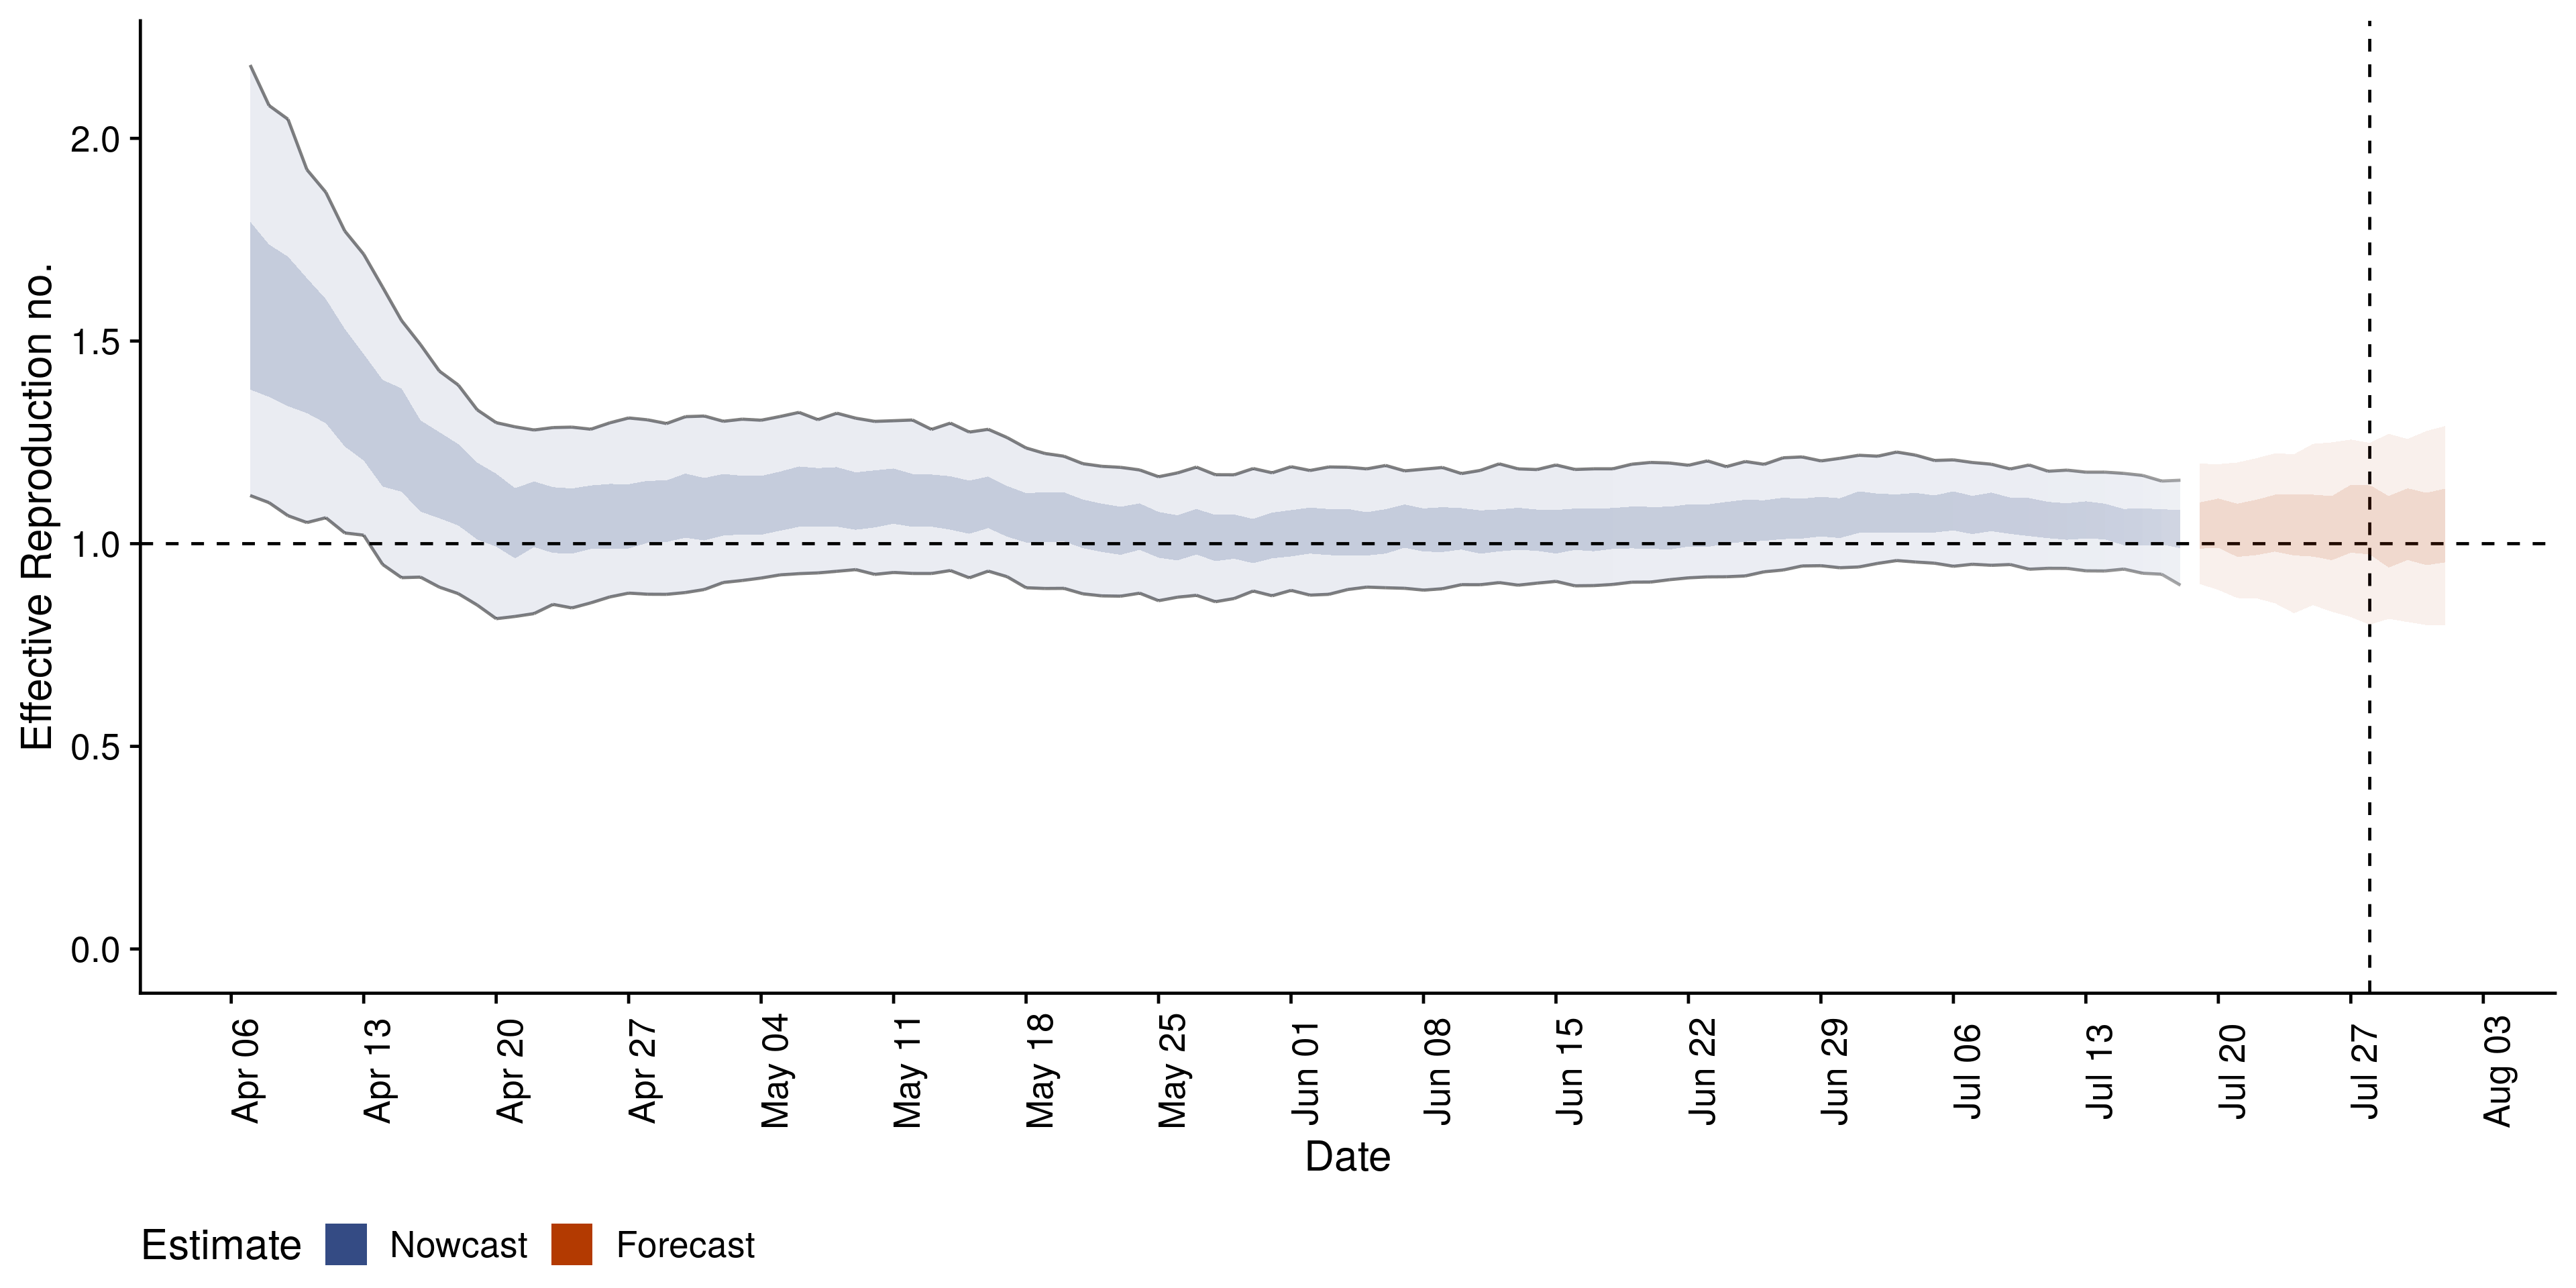 Effective Reproduction no.
2.0
1.5
1.0
0.5
0.0
Apr 06
Apr 13
Apr 20
Apr 27
May 04
May 11
May 18
May 25
Jun 01
Jun 08
Jun 15
Jun 22
Jun 29
Jul 06
Jul 13
Jul 20
Jul 27
Aug 03
Date
Estimate Nowcast Forecast